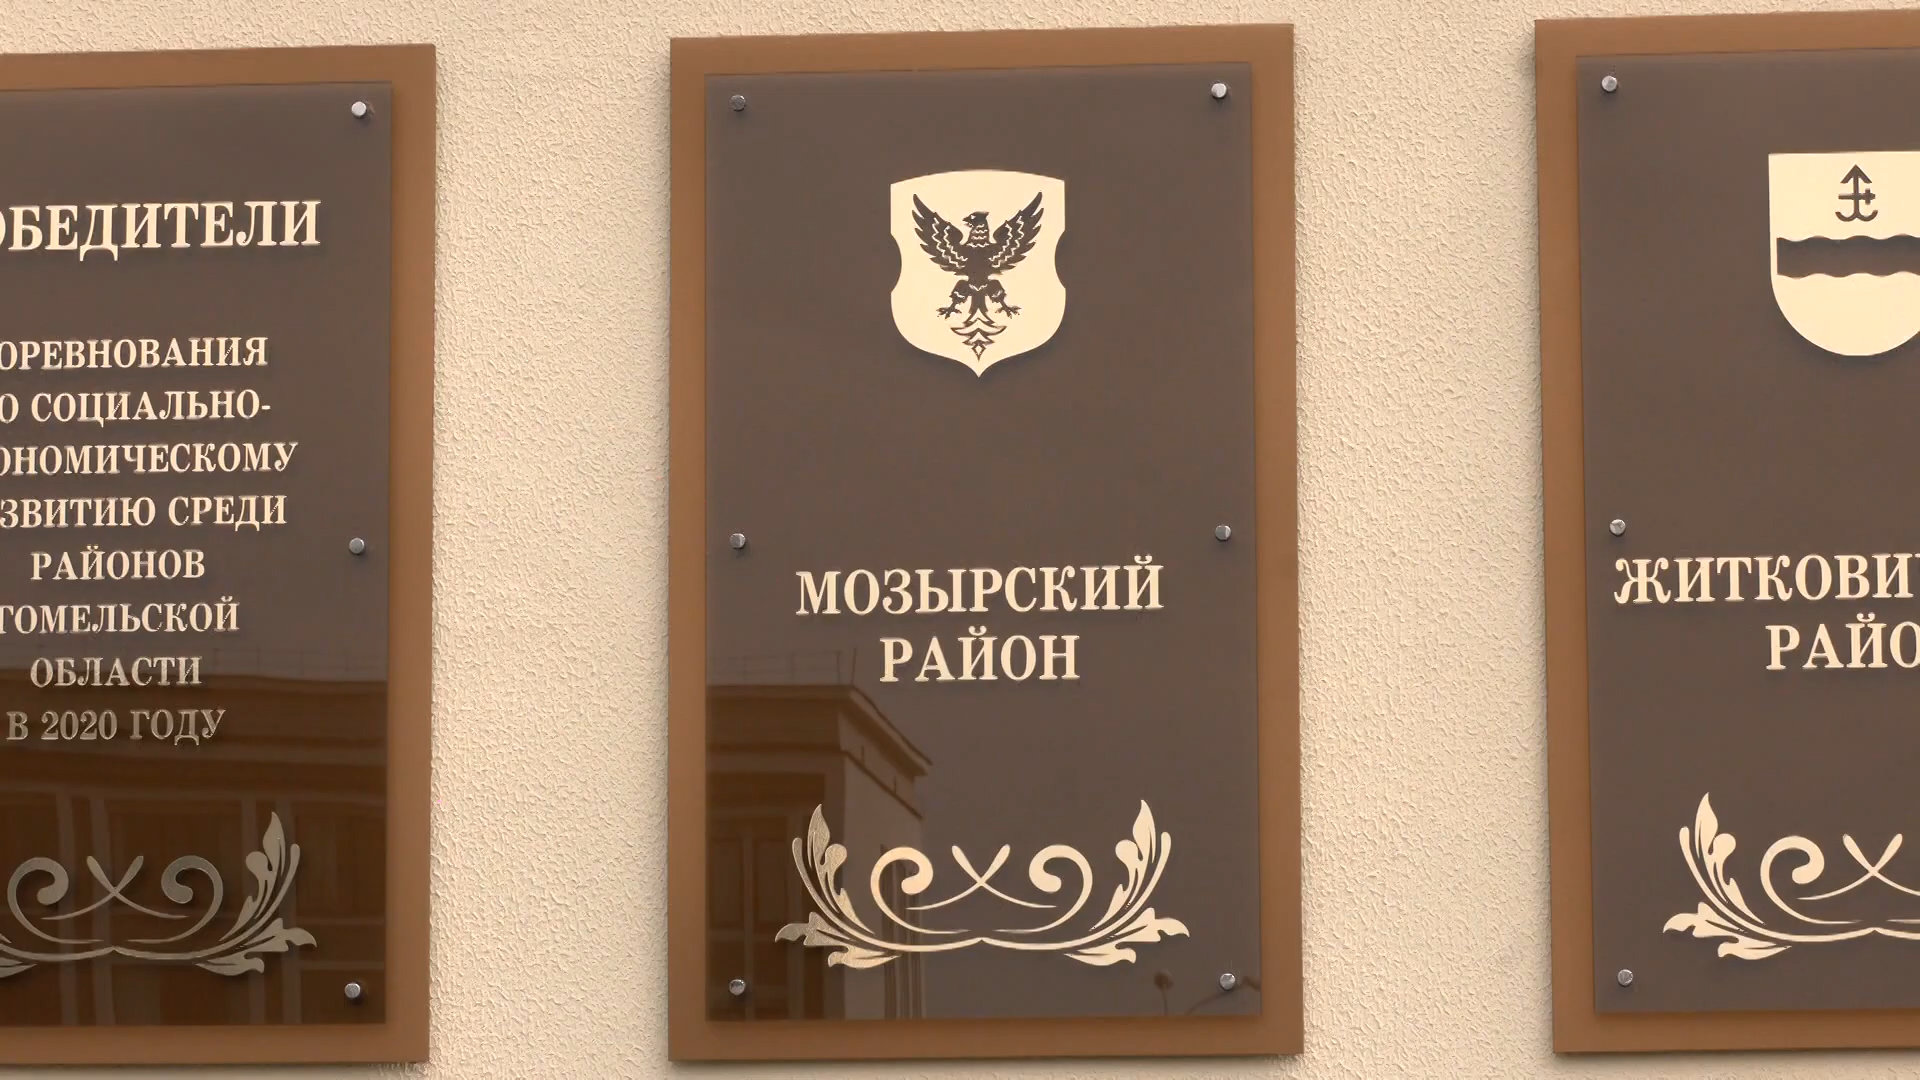 ОБЕДИТЕЛИ
ОРЕВНОВАНИЯ
О СОЦИАЛЬНО-
ОНОМИЧЕСКОМУ
ЗВИТИЮ СРЕДИ
РАЙОНОВ
ГОМЕЛЬСКОЙ
ОБЛАСТИ
В 2020 ГОДУ
МОЗЫРСКИЙ
РАЙОН
ЖИТКОВИ
РАЙО